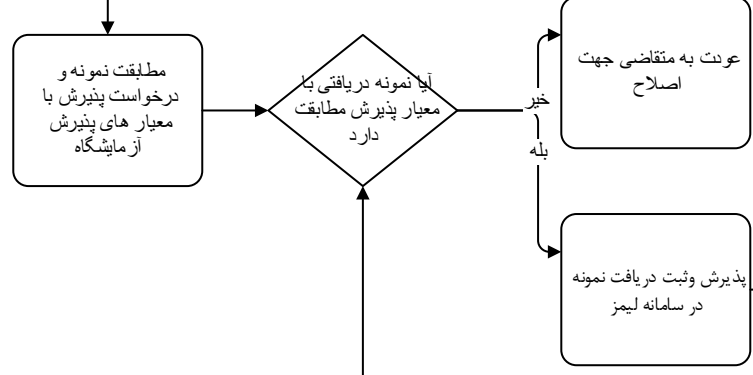 مطابقت نمونه و
درخواست پذیرش با
معیار های پذیرش
آزمایشگاه
آیا نمونه دریافتی با
معیار پذیرش مطابقت
دارد
خیر
بله
عودت به متقاضی جهت
اصلاح
پذیرش وثبت دریافت نمونه
در سامانه لیمز